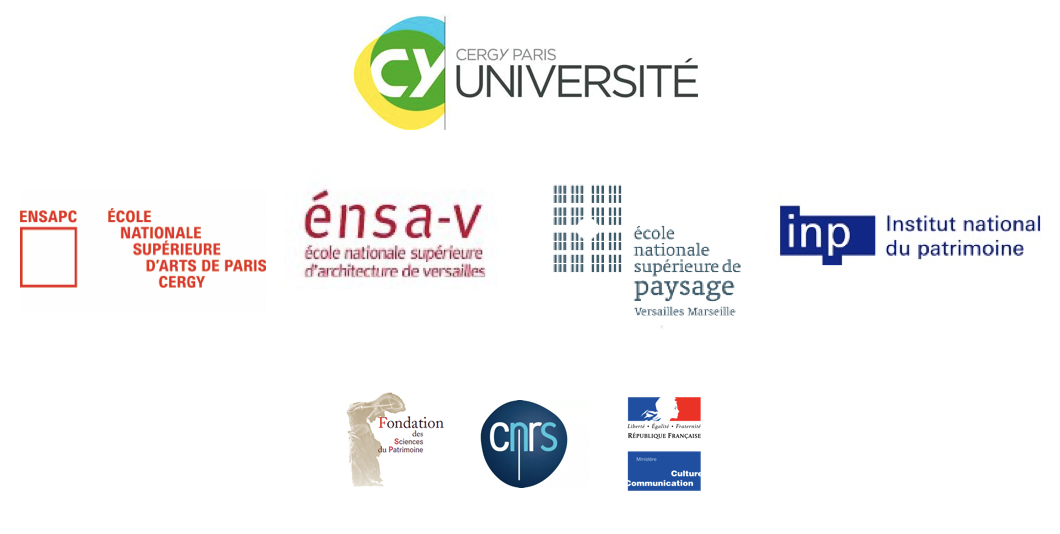 CY
CERGY PARIS
UNIVERSITÉ
ENSAPC
ÉCOLE
NATIONALE
SUPÉRIEURE
D'ARTS DE PARIS
CERGY
énsa-v
école nationale supérieure
d'architecture de versailles
école
nationale
supérieure de
paysage
Versailles Marseille
inp
Institut national
du patrimoine
Fondation
des
Sciences
du Patrimoine
cnrs
Liberté • Égalité • Fraternité
RÉPUBLIQUE FRANÇAISE
Ministère
Culture
Communication